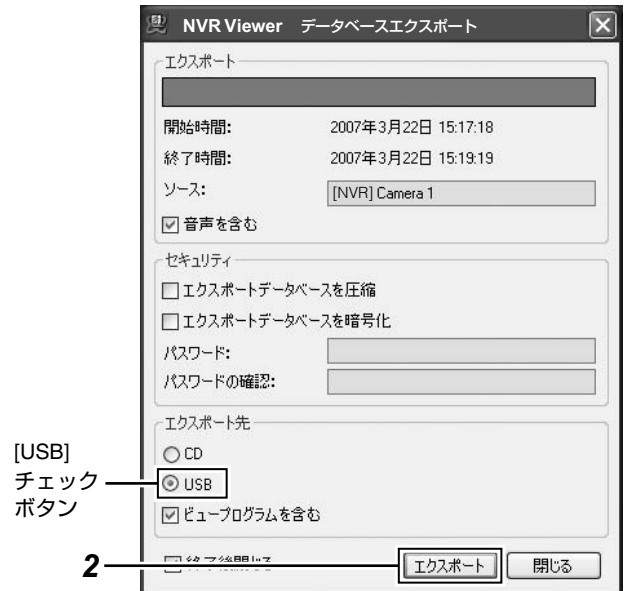 NVR Viewer データベースエクスポート
エクスポート
開始時間: 2007年3月22日 15:17:18
終了時間: 2007年3月22日 15:19:19
ソース: [NVR] Camera 1
音声を含む
セキュリティ
エクスポートデータベースを圧縮
エクスポートデータベースを暗号化
パスワード:
パスワードの確認:
エクスポート先
CD
[USB]
チェック
ボタン
USB
ビュープログラムを含む
2
終了後閉じる
エクスポート 閉じる